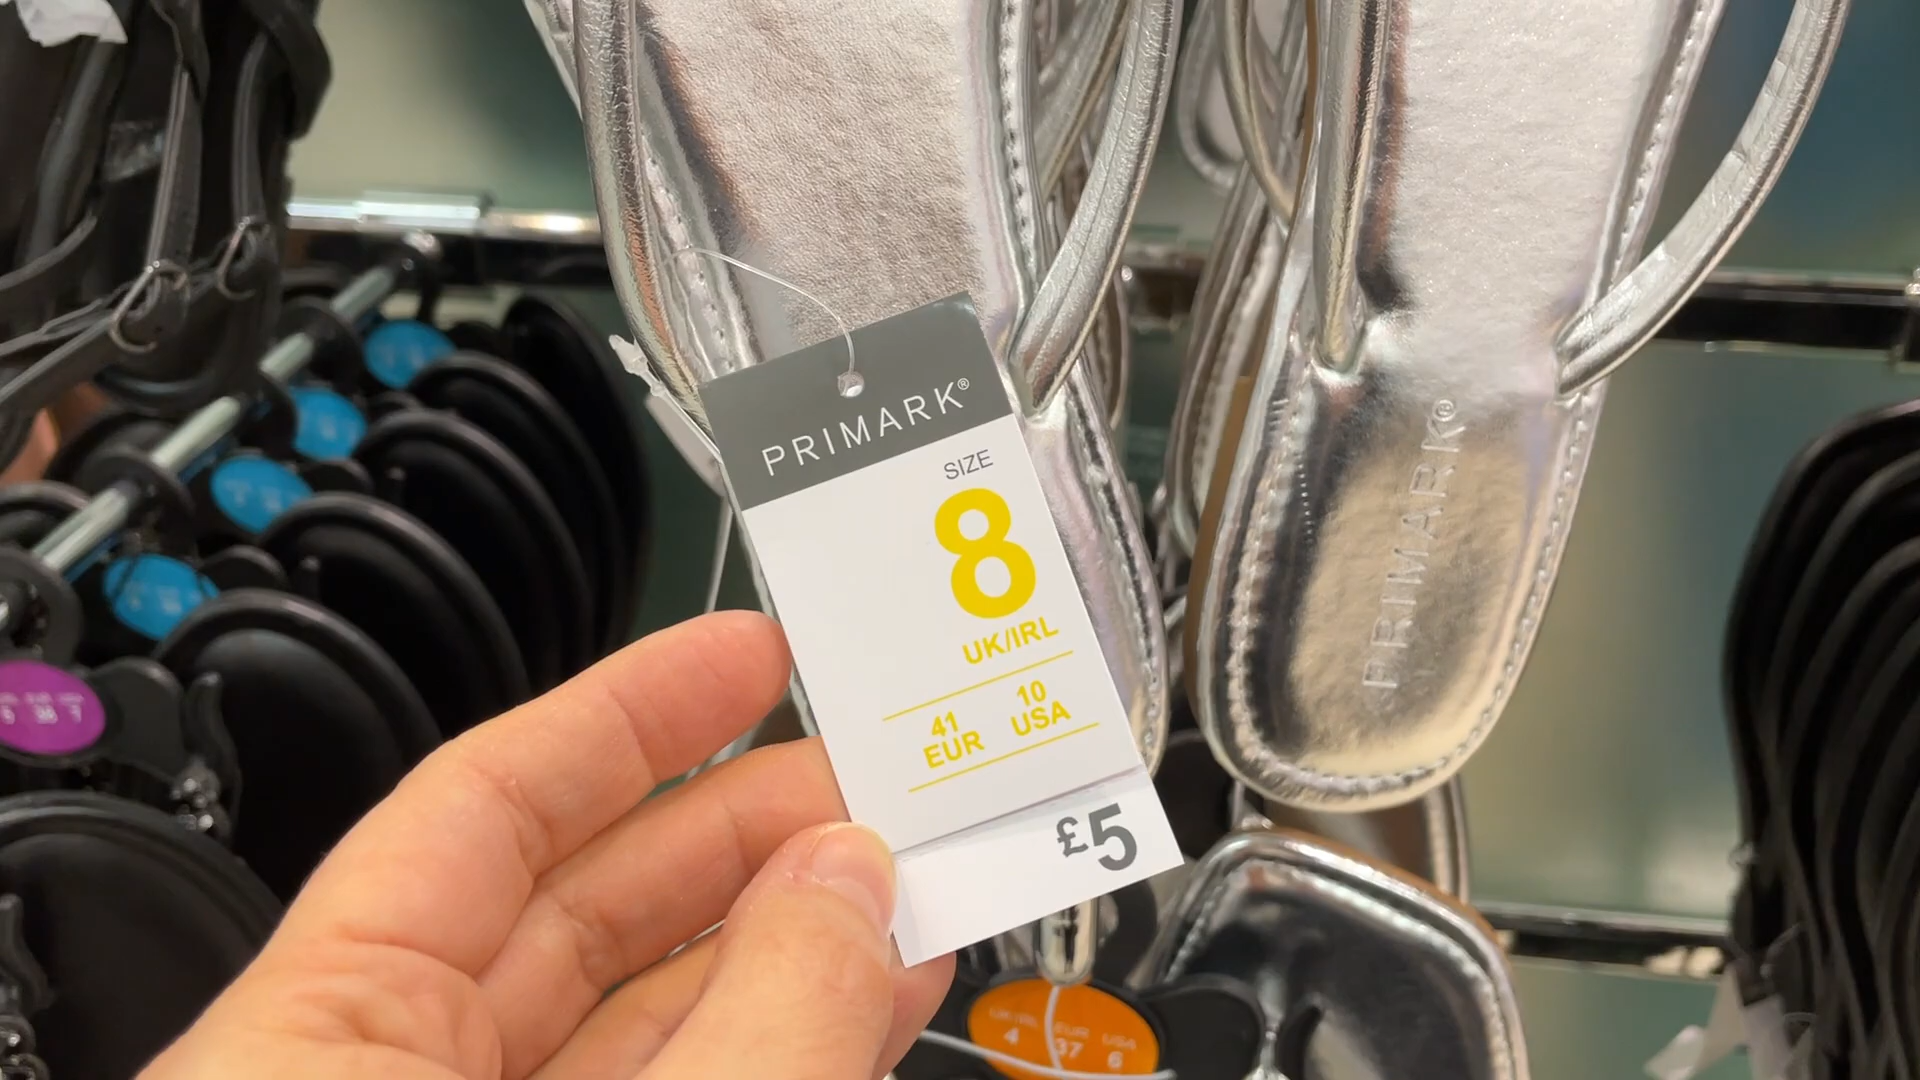 PRIMARK®
SIZE
8
UK/IRL
41 10
EUR USA
£5
PRIMARK®
UK/IRL EUR USA
4 37 6